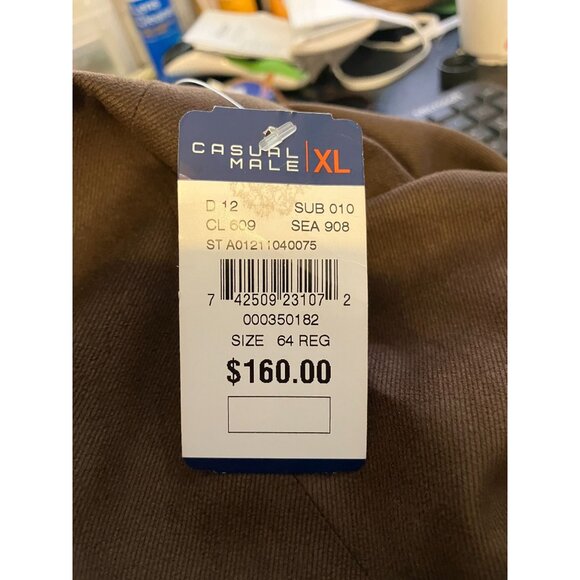 CASUAL MALE | XL
D 12 SUB 010
CL 609 SEA 908
ST A01211040075
7 42509 23107 2
000350182
SIZE 64 REG
$160.00